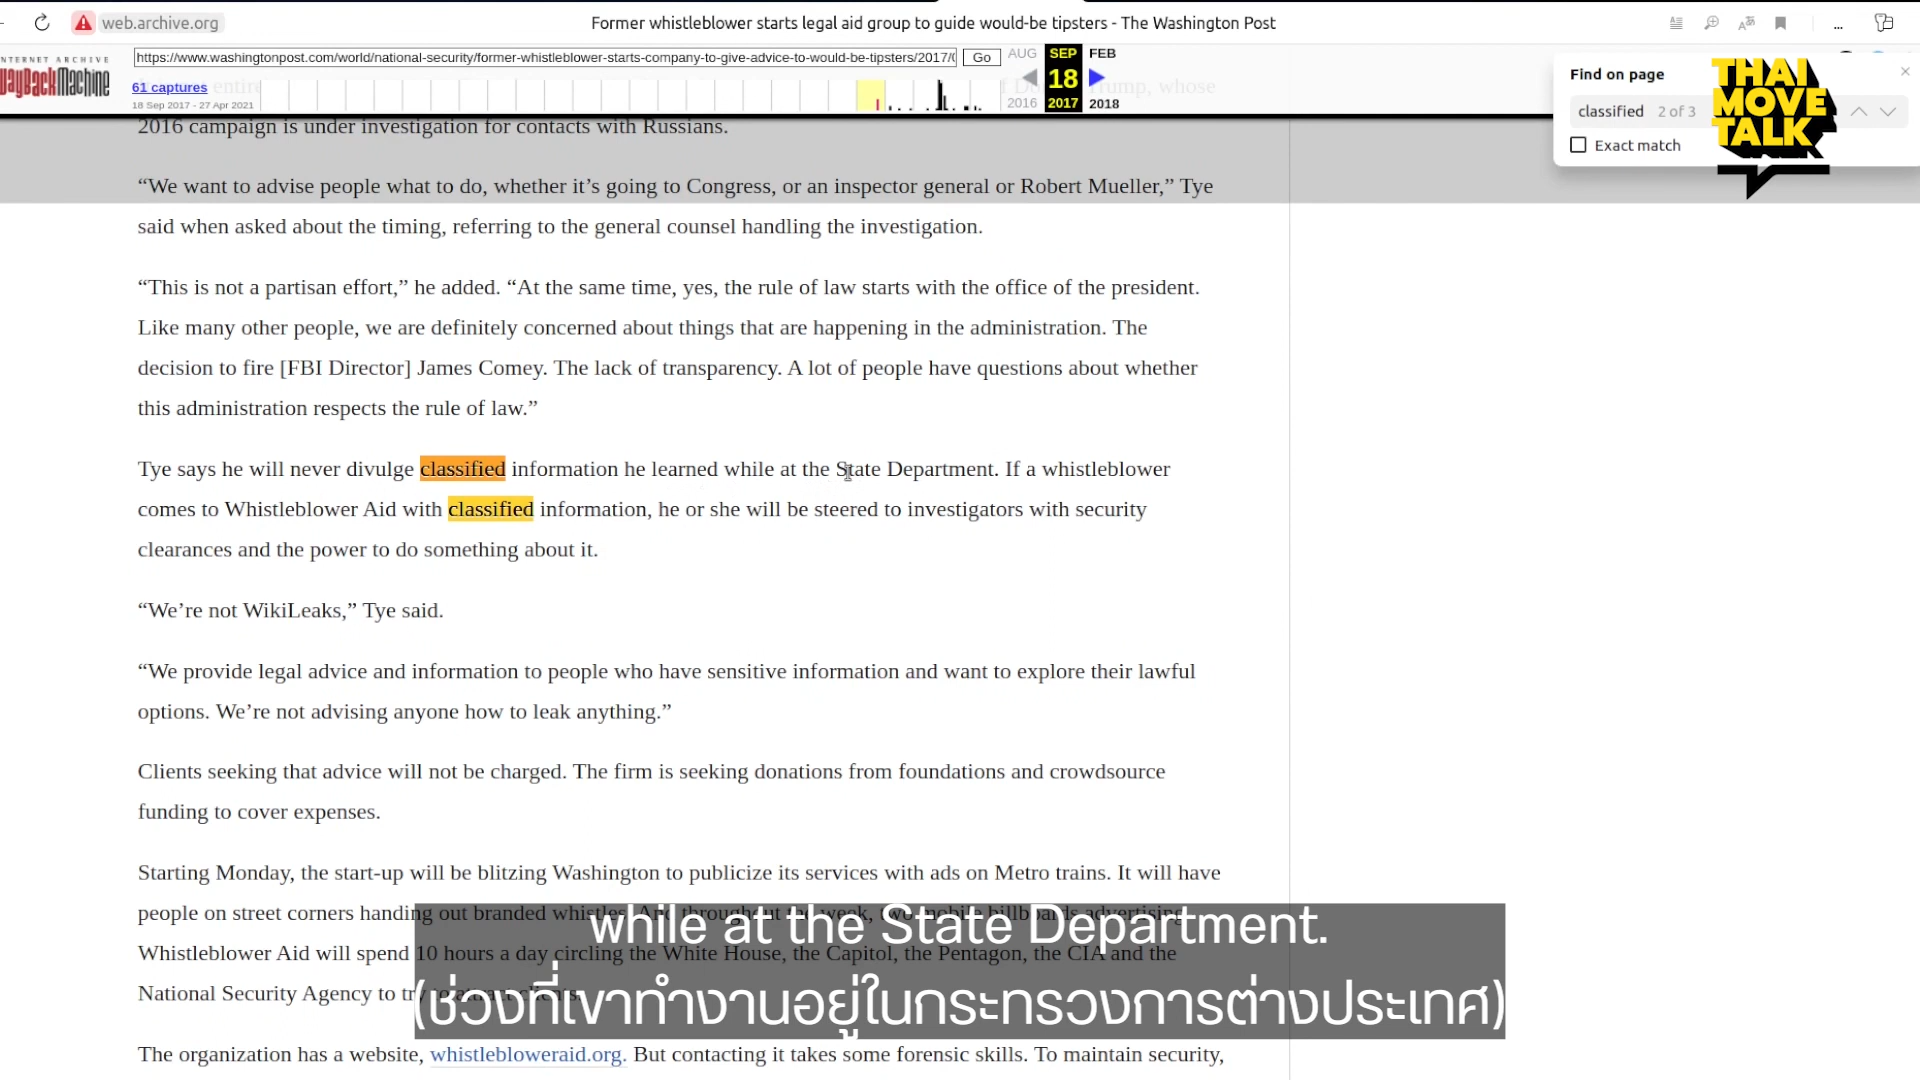 web.archive.org
Former whistleblower starts legal aid group to guide would-be tipsters - The Washington Post
...
INTERNET ARCHIVE
WayBackMachine
https://www.washingtonpost.com/world/national-security/former-whistleblower-starts-company-to-give-advice-to-would-be-tipsters/2017/0
Go
AUG SEP FEB
61 captures
18
18 Sep 2017 - 27 Apr 2021
2016 2017 2018
Trump, whose
Find on page
classified 2 of 3
Exact match
THAI
MOVE
TALK
2016 campaign is under investigation for contacts with Russians.
“We want to advise people what to do, whether it’s going to Congress, or an inspector general or Robert Mueller,” Tye
said when asked about the timing, referring to the general counsel handling the investigation.
“This is not a partisan effort,” he added. “At the same time, yes, the rule of law starts with the office of the president.
Like many other people, we are definitely concerned about things that are happening in the administration. The
decision to fire [FBI Director] James Comey. The lack of transparency. A lot of people have questions about whether
this administration respects the rule of law.”
Tye says he will never divulge classified information he learned while at the State Department. If a whistleblower
comes to Whistleblower Aid with classified information, he or she will be steered to investigators with security
clearances and the power to do something about it.
“We’re not WikiLeaks,” Tye said.
“We provide legal advice and information to people who have sensitive information and want to explore their lawful
options. We’re not advising anyone how to leak anything.”
Clients seeking that advice will not be charged. The firm is seeking donations from foundations and crowdsource
funding to cover expenses.
Starting Monday, the start-up will be blitzing Washington to publicize its services with ads on Metro trains. It will have
people on street corners handing out branded whistles. And throughout the week, two mobile billboards advertising
Whistleblower Aid will spend 10 hours a day circling the White House, the Capitol, the Pentagon, the CIA and the
National Security Agency to try to attract clients.
while at the State Department.
(ช่วงที่เขาทำงานอยู่ในกระทรวงการต่างประเทศ)
The organization has a website, whistlebloweraid.org. But contacting it takes some forensic skills. To maintain security,